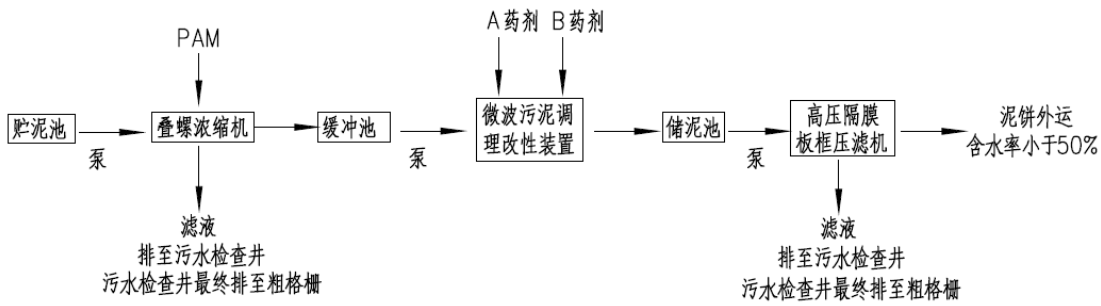 A药剂
B药剂
PAM
贮泥池
泵
叠螺浓缩机
缓冲池
泵
微波污泥调
理改性装置
储泥池
泵
高压隔膜
板框压滤机
泥饼外运
含水率小于50%
滤液
排至污水检查井
污水检查井最终排至粗格栅
滤液
排至污水检查井
污水检查井最终排至粗格栅